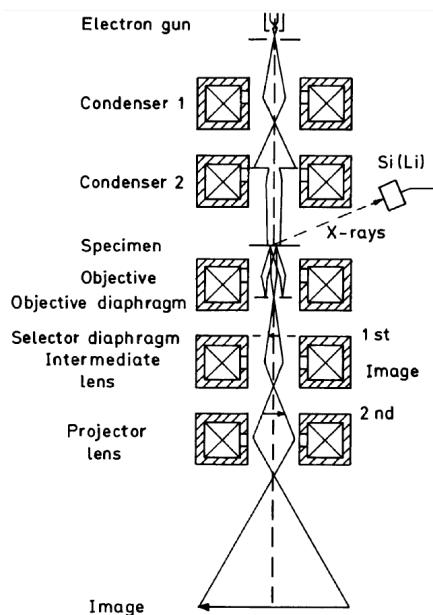 Electron gun
Condenser 1
Si(Li)
Condenser 2
X-rays
Specimen
Objective
Objective diaphragm
Selector diaphragm
1 st
Intermediate
lens
Image
2 nd
Projector
lens
Image